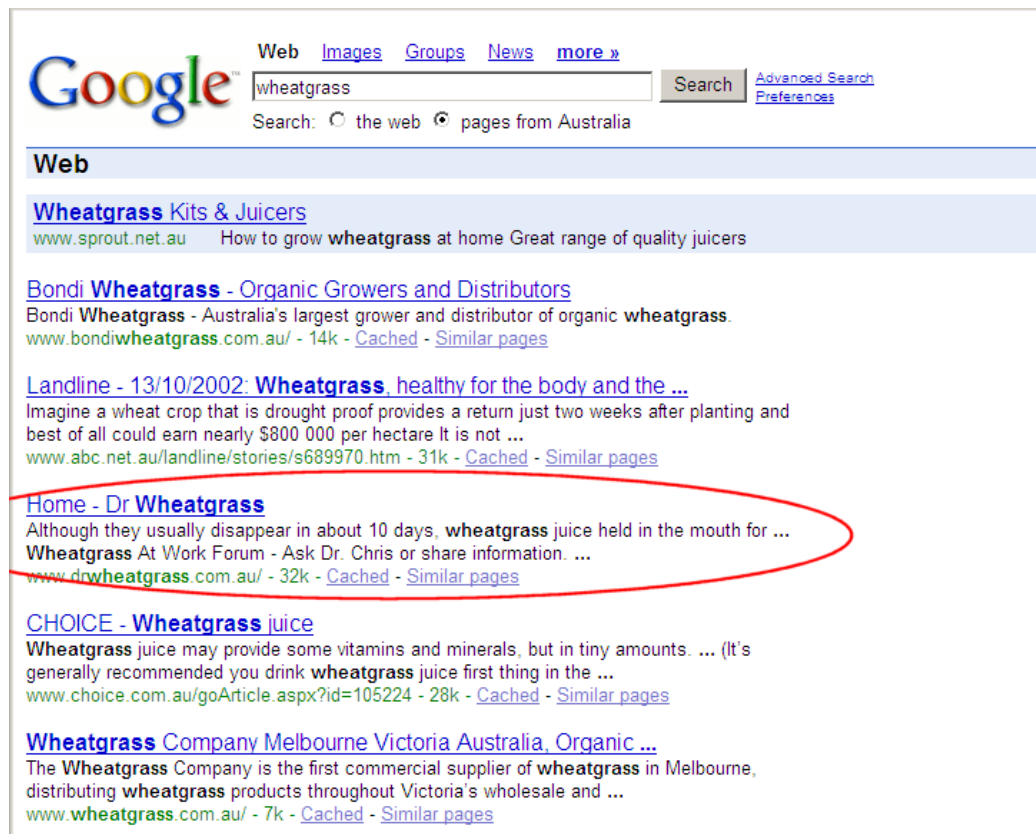 Web Images Groups News more »
Google™
wheatgrass Search Advanced Search
Preferences
Search: the web pages from Australia
Web
Wheatgrass Kits & Juicers
www.sprout.net.au How to grow wheatgrass at home Great range of quality juicers
Bondi Wheatgrass - Organic Growers and Distributors
Bondi Wheatgrass - Australia's largest grower and distributor of organic wheatgrass.
www.bondiwheatgrass.com.au/ - 14k - Cached - Similar pages
Landline - 13/10/2002: Wheatgrass, healthy for the body and the ...
Imagine a wheat crop that is drought proof provides a return just two weeks after planting and
best of all could earn nearly $800 000 per hectare It is not ...
www.abc.net.au/landline/stories/s689970.htm - 31k - Cached - Similar pages
Home - Dr Wheatgrass
Although they usually disappear in about 10 days, wheatgrass juice held in the mouth for ...
Wheatgrass At Work Forum - Ask Dr. Chris or share information. ...
www.drwheatgrass.com.au/ - 32k - Cached - Similar pages
CHOICE - Wheatgrass juice
Wheatgrass juice may provide some vitamins and minerals, but in tiny amounts. ... (It's
generally recommended you drink wheatgrass juice first thing in the ...
www.choice.com.au/goArticle.aspx?id=105224 - 28k - Cached - Similar pages
Wheatgrass Company Melbourne Victoria Australia, Organic ...
The Wheatgrass Company is the first commercial supplier of wheatgrass in Melbourne,
distributing wheatgrass products throughout Victoria's wholesale and ...
www.wheatgrass.com.au/ - 7k - Cached - Similar pages